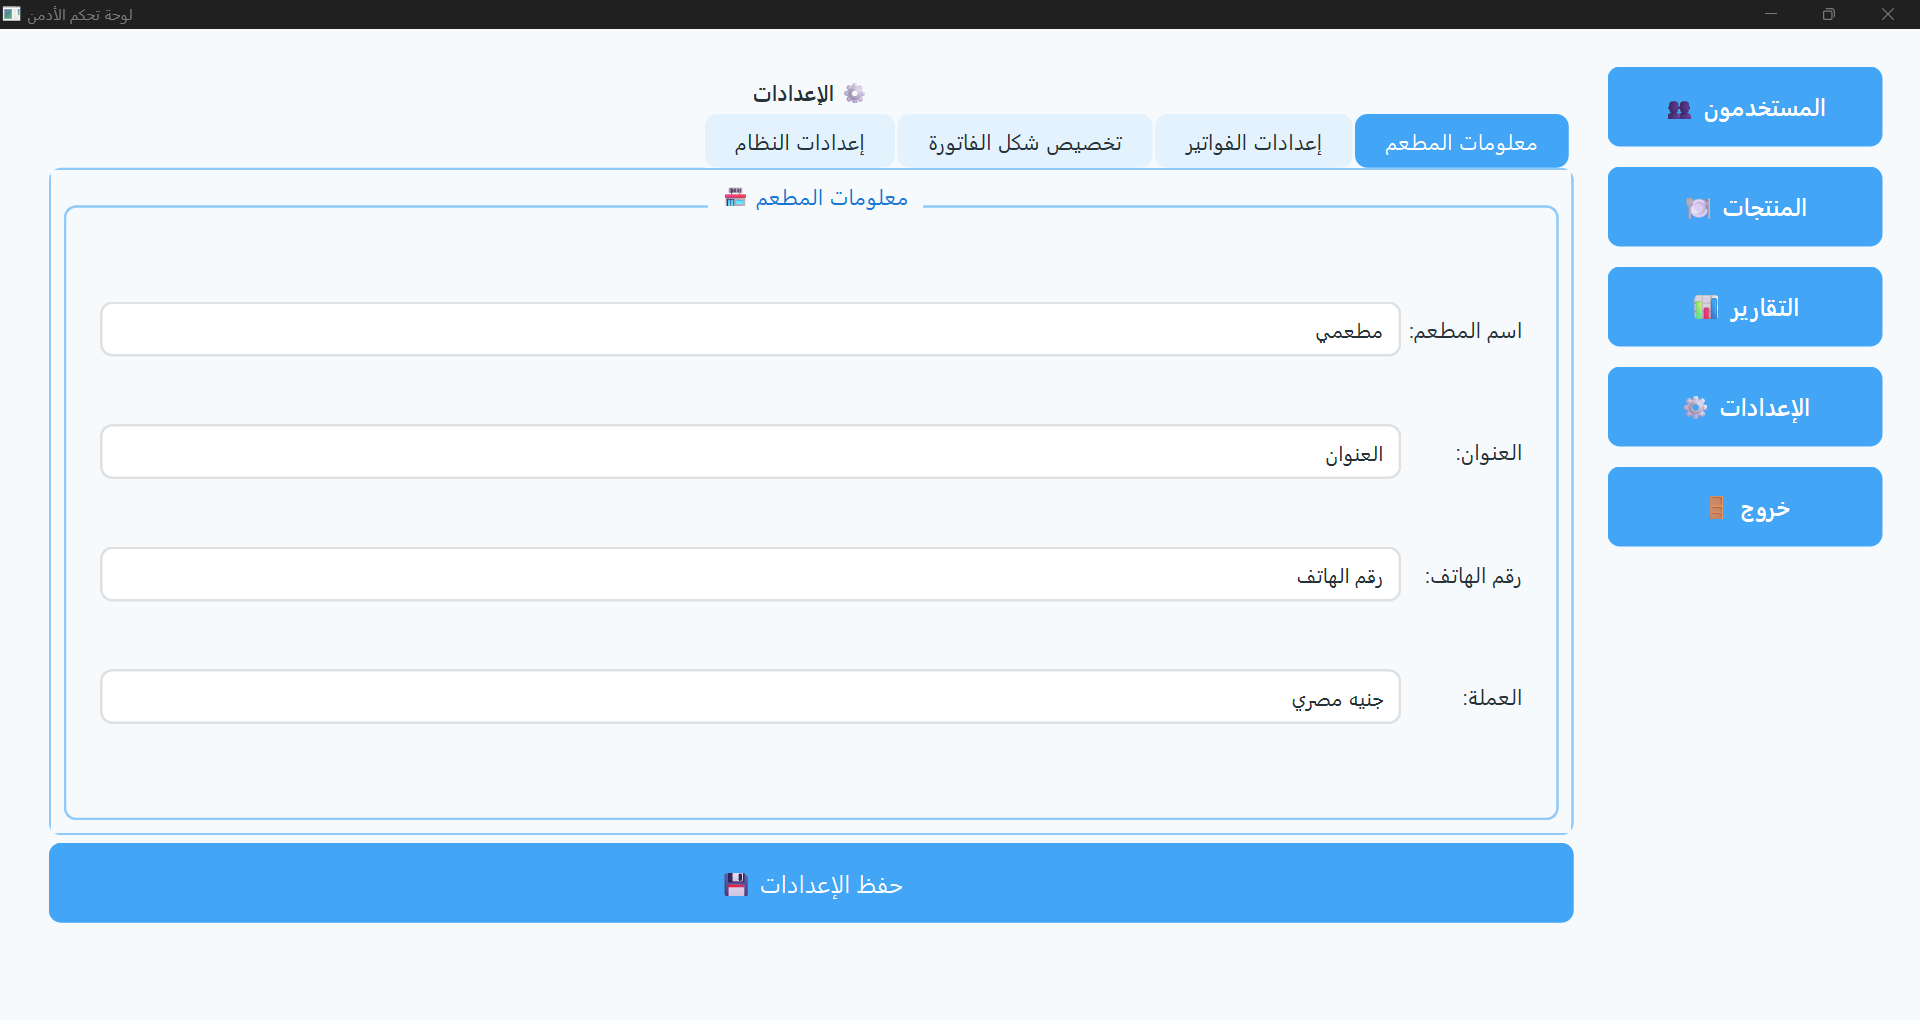 لوحة تحكم الأدمن
المستخدمون
المنتجات
التقارير
الإعدادات
خروج
الإعدادات
معلومات المطعم
إعدادات الفواتير
تخصيص شكل الفاتورة
إعدادات النظام
معلومات المطعم
اسم المطعم: مطعمي
العنوان: العنوان
رقم الهاتف: رقم الهاتف
العملة: جنيه مصري
حفظ الإعدادات